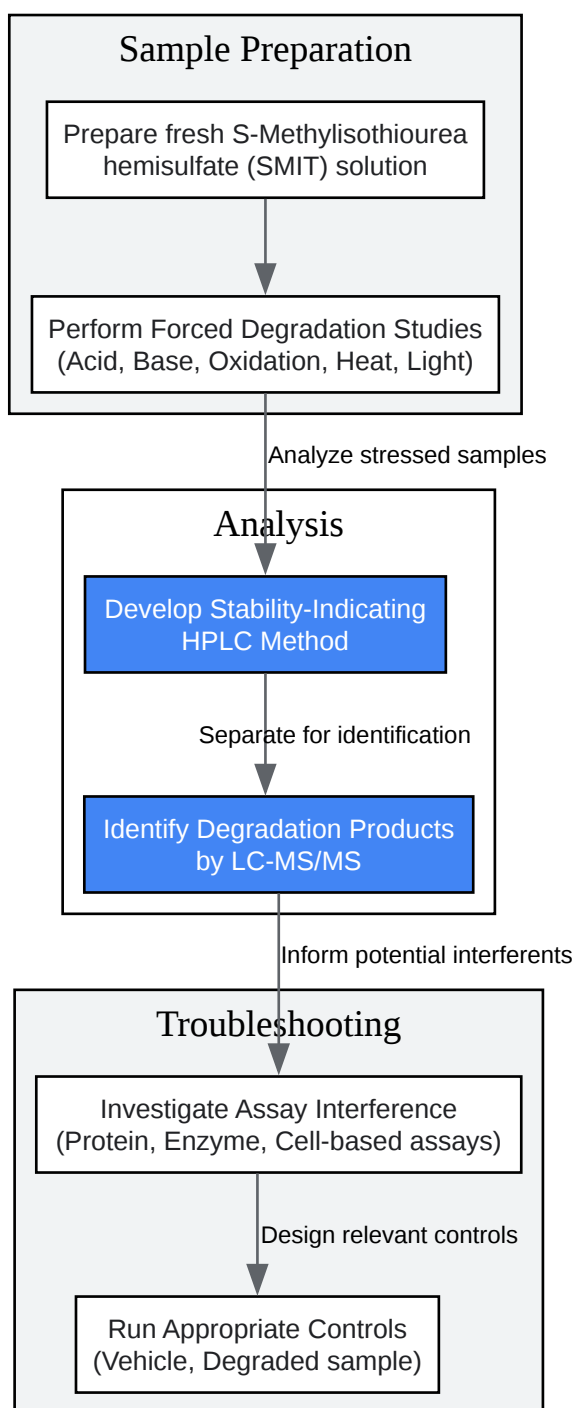 Sample Preparation
Prepare fresh S-Methylisothiourea
hemisulfate (SMIT) solution
Perform Forced Degradation Studies
(Acid, Base, Oxidation, Heat, Light)
Analyze stressed samples
Analysis
Develop Stability-Indicating
HPLC Method
Separate for identification
Identify Degradation Products
by LC-MS/MS
Inform potential interferents
Troubleshooting
Investigate Assay Interference
(Protein, Enzyme, Cell-based assays)
Design relevant controls
Run Appropriate Controls
(Vehicle, Degraded sample)